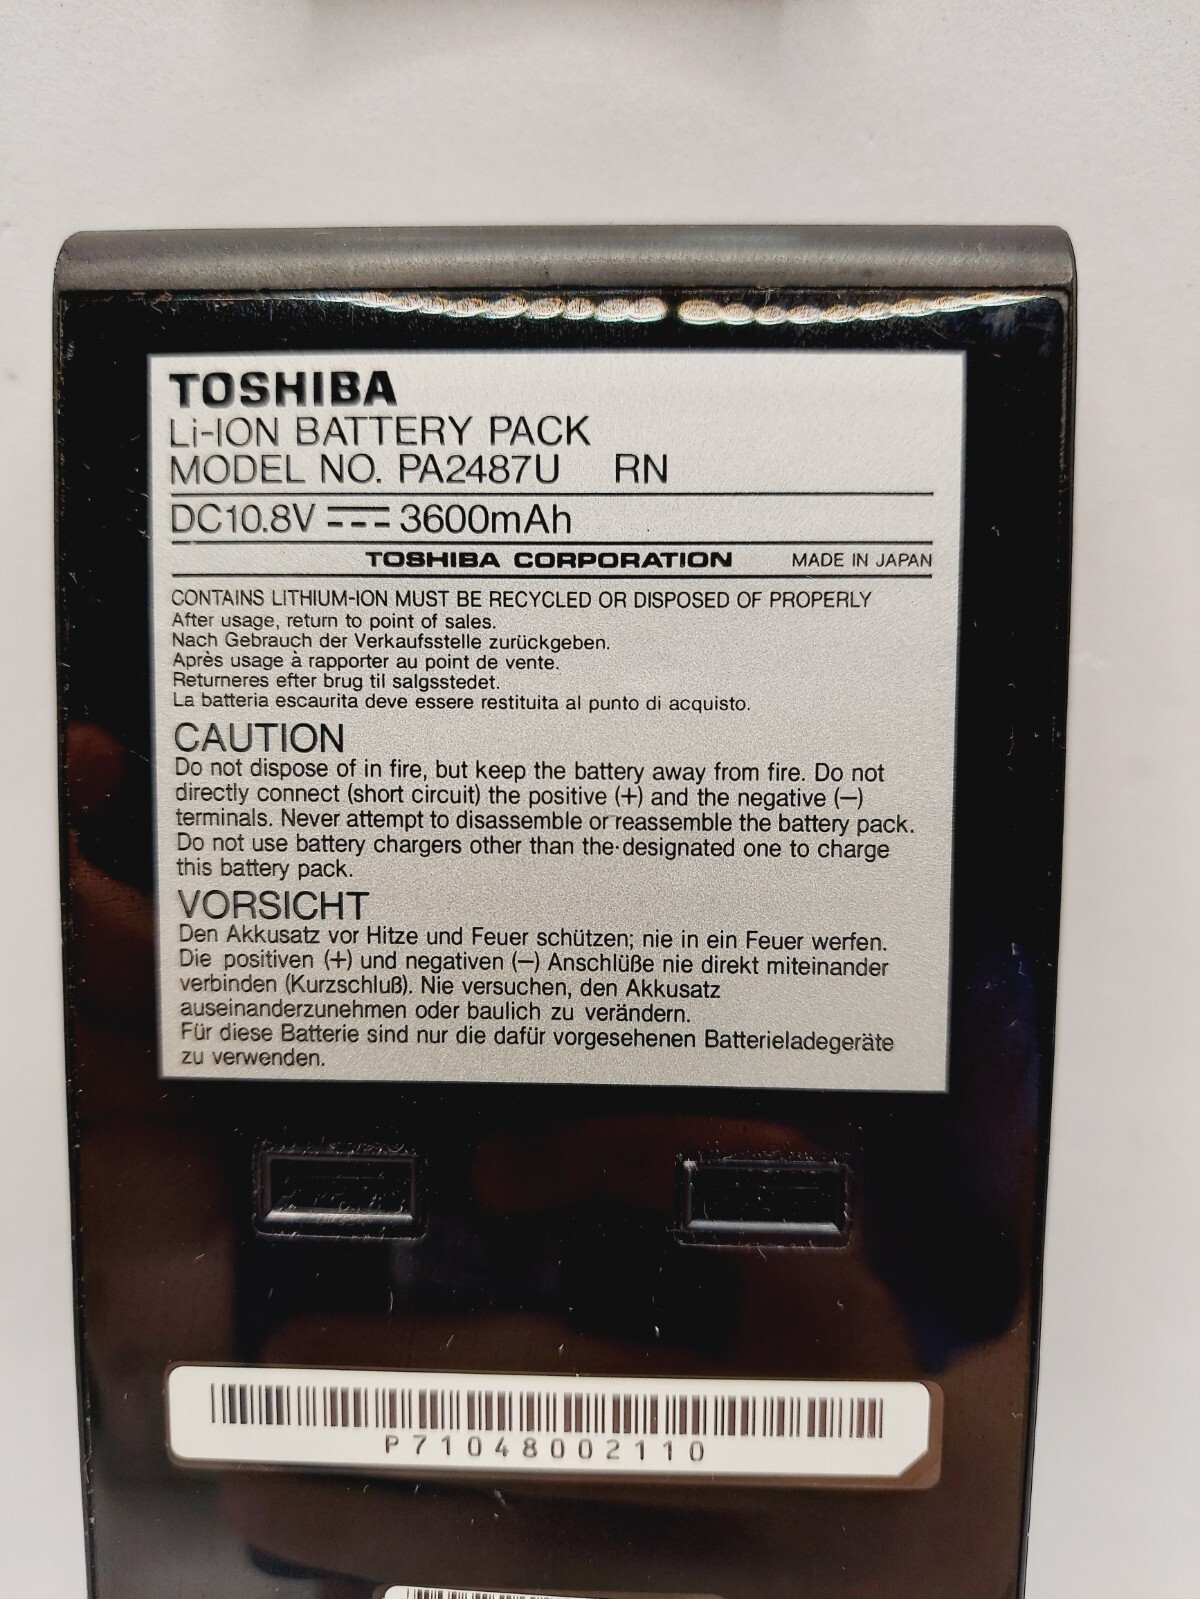 TOSHIBA
Li-ION BATTERY PACK
MODEL NO. PA2487U RN
DC10.8V 3600mAh
TOSHIBA CORPORATION MADE IN JAPAN
CONTAINS LITHIUM-ION MUST BE RECYCLED OR DISPOSED OF PROPERLY
After usage, return to point of sales.
Nach Gebrauch der Verkaufsstelle zurückgeben.
Après usage à rapporter au point de vente.
Returneres efter brug til salgsstedet.
La batteria escaurita deve essere restituita al punto di acquisto.
CAUTION
Do not dispose of in fire, but keep the battery away from fire. Do not
directly connect (short circuit) the positive (+) and the negative (−)
terminals. Never attempt to disassemble or reassemble the battery pack.
Do not use battery chargers other than the designated one to charge
this battery pack.
VORSICHT
Den Akkusatz vor Hitze und Feuer schützen; nie in ein Feuer werfen.
Die positiven (+) und negativen (−) Anschlüße nie direkt miteinander
verbinden (Kurzschluß). Nie versuchen, den Akkusatz
auseinanderzunehmen oder baulich zu verändern.
Für diese Batterie sind nur die dafür vorgesehenen Batterieladegeräte
zu verwenden.
P71048002110